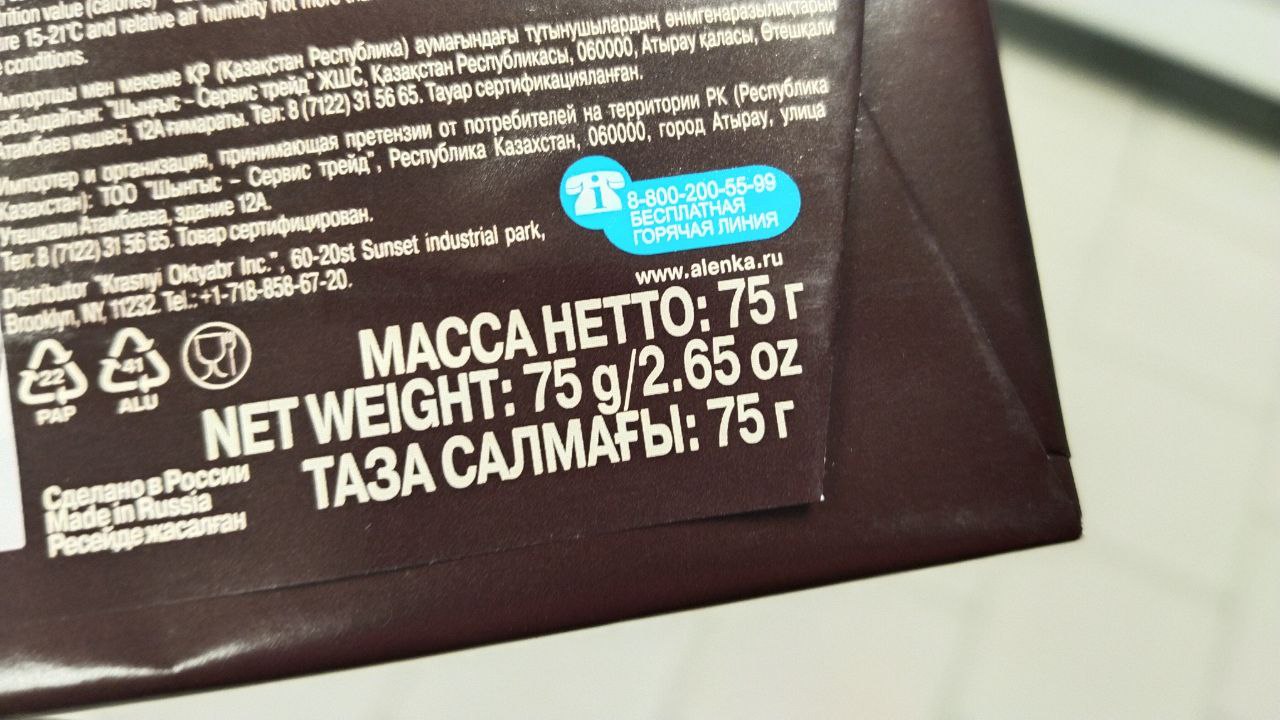 trition value (calories)
ure 15-21°C and relative air humidity not more than
e conditions.
Импортшы мен мекеме ҚР (Қазақстан Республика) аумағындағы тұтынушылардың өнімгенаразылықтарын
қабылдайтын: "Шыңғыс - Сервис трейд" ЖШС, Қазақстан Республикасы, 060000, Атырау қаласы, Өтешқали
Атамбаев көшесі, 12А ғимараты. Тел: 8 (7122) 31 56 65. Тауар сертификацияланған.
Импортер и организация, принимающая претензии от потребителей на территории РК (Республика
Казахстан): ТОО "Шынгыс - Сервис трейд", Республика Казахстан, 060000, город Атырау, улица
Утешкали Атамбаева, здание 12А.
Тел: 8 (7122) 31 56 65. Товар сертифицирован.
8-800-200-55-99
БЕСПЛАТНАЯ
ГОРЯЧАЯ ЛИНИЯ
Distributor "Krasnyi Oktyabr Inc.", 60-20st Sunset industrial park,
Brooklyn, NY, 11232. Tel.: +1-718-858-67-20.
www.alenka.ru
22
PAP
41
ALU
МАССА НЕТТО: 75 г
NET WEIGHT: 75 g/2.65 oz
ТАЗА САЛМАҒЫ: 75 г
Сделано в России
Made in Russia
Ресейде жасалған